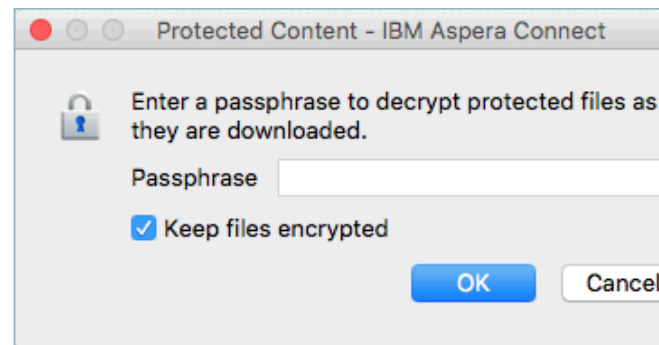 Protected Content - IBM Aspera Connect
Enter a passphrase to decrypt protected files as
they are downloaded.
Passphrase
Keep files encrypted
OK
Cancel